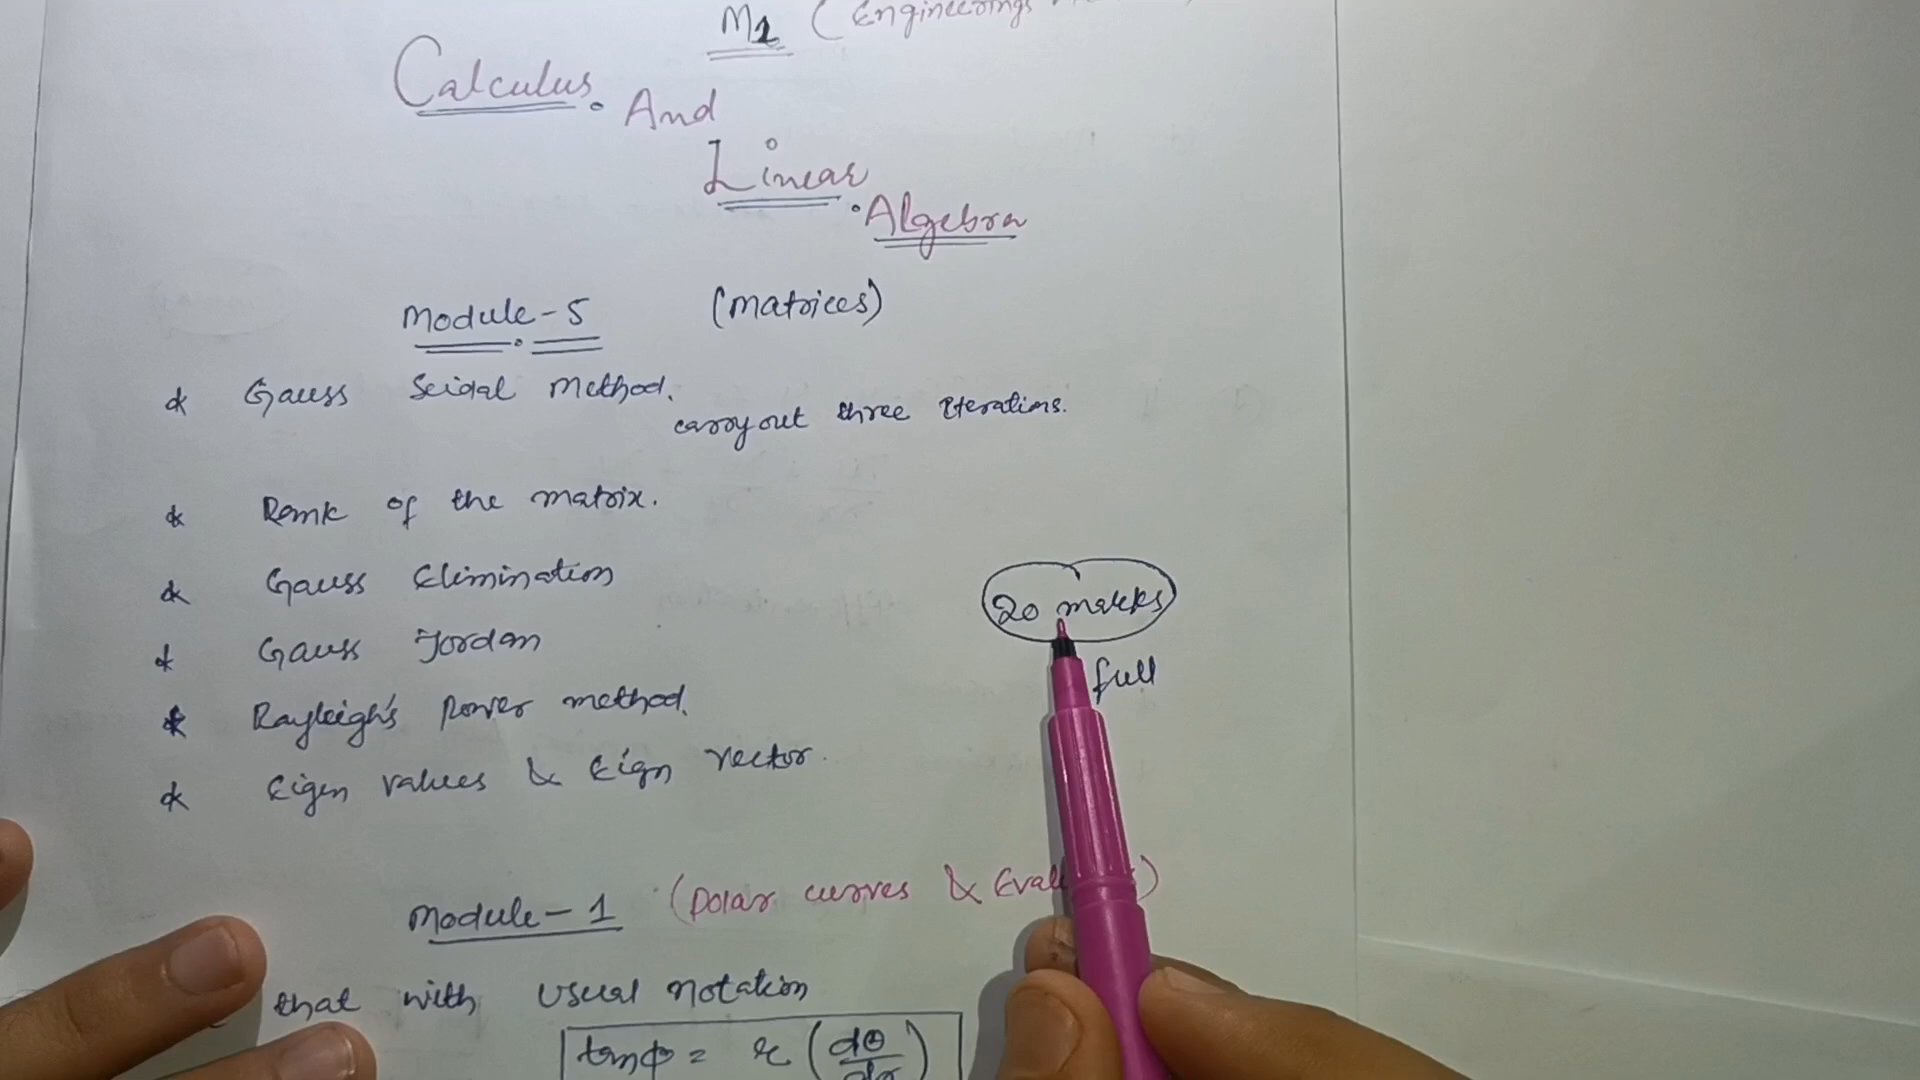 M1 (Engineerings
Calculus. And
Linear
.Algebra
Module-5 (Matrices)
* Gauss Seidal Method.
carry out three Iterations.
* Rank of the matrix.
* Gauss Elimination
* Gauss Jordan
20 marks
full
* Rayleigh's Power method.
* Eigen values & Eign vector.
Module-1 (Polar curves &
that with usual notation
tanφ = r (dθ/dr)